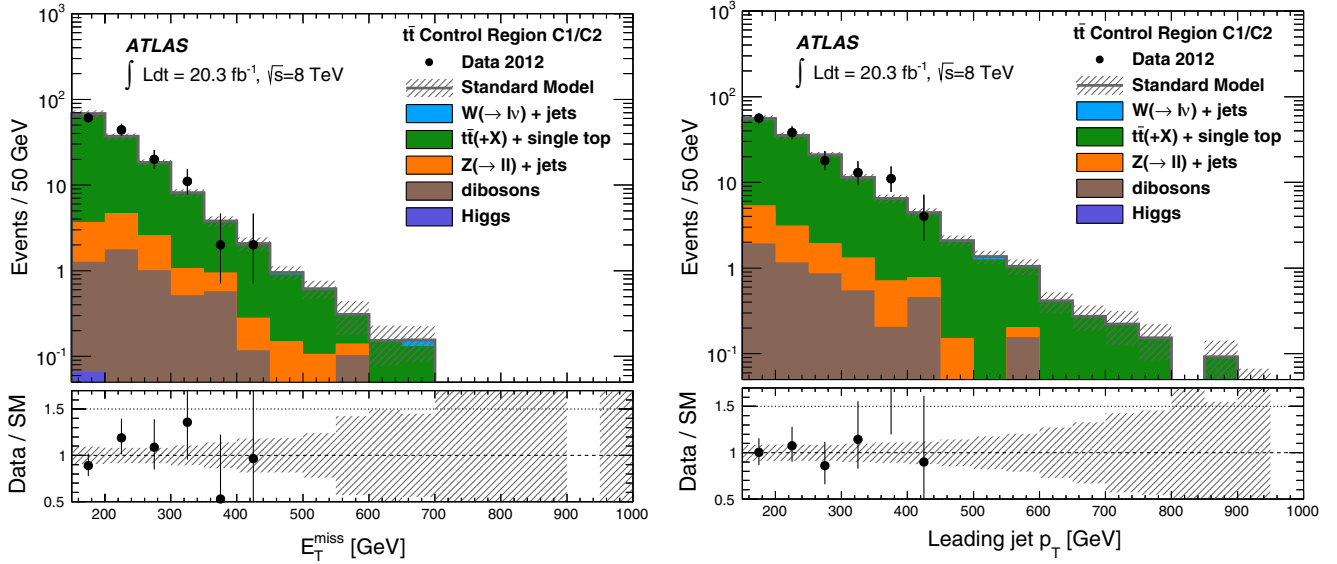 ATLAS
∫ Ldt = 20.3 fb⁻¹, √s=8 TeV
tt̄ Control Region C1/C2
Data 2012
Standard Model
W(→ lν) + jets
tt̄(+X) + single top
Z(→ ll) + jets
dibosons
Higgs
Events / 50 GeV
10³
10²
10
1
10⁻¹
Data / SM
1.5
1
0.5
200 300 400 500 600 700 800 900 1000
E_T^miss [GeV]
ATLAS
∫ Ldt = 20.3 fb⁻¹, √s=8 TeV
tt̄ Control Region C1/C2
Data 2012
Standard Model
W(→ lν) + jets
tt̄(+X) + single top
Z(→ ll) + jets
dibosons
Higgs
Events / 50 GeV
10³
10²
10
1
10⁻¹
Data / SM
1.5
1
0.5
200 300 400 500 600 700 800 900 1000
Leading jet p_T [GeV]